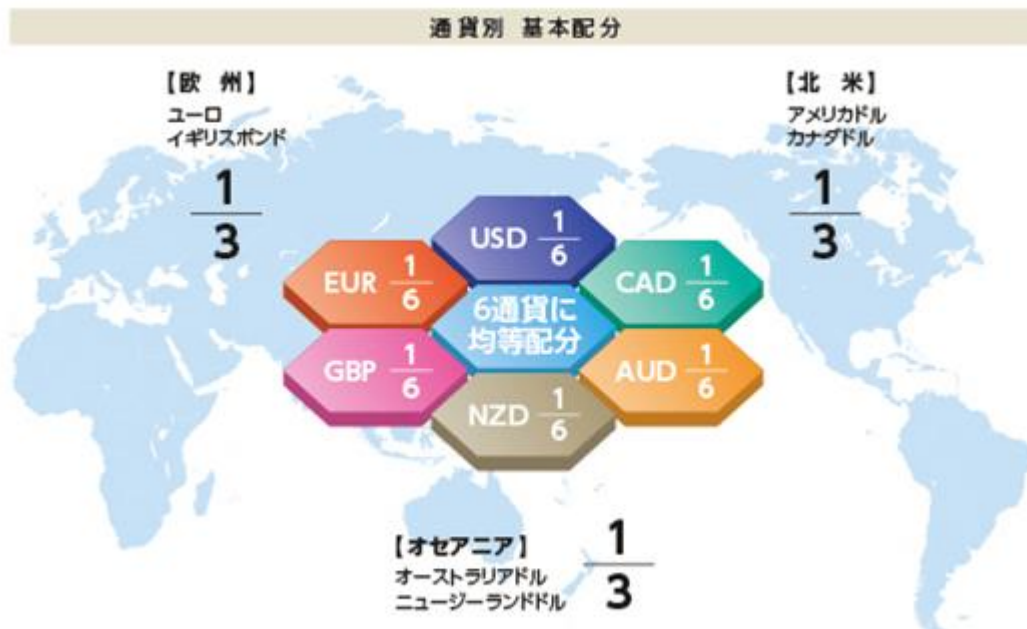 通貨別 基本配分
【欧 州】
ユーロ
イギリスポンド
1
3
【北 米】
アメリカドル
カナダドル
1
3
USD 1
6
EUR 1
6
CAD 1
6
6通貨に
均等配分
GBP 1
6
AUD 1
6
NZD 1
6
【オセアニア】
オーストラリアドル
ニュージーランドドル
1
3